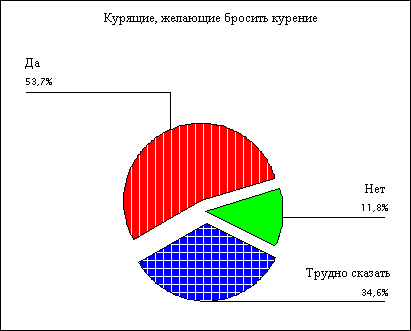 Курящие, желающие бросить курение
Да
53,7%
Нет
11,8%
Трудно сказать
34,6%